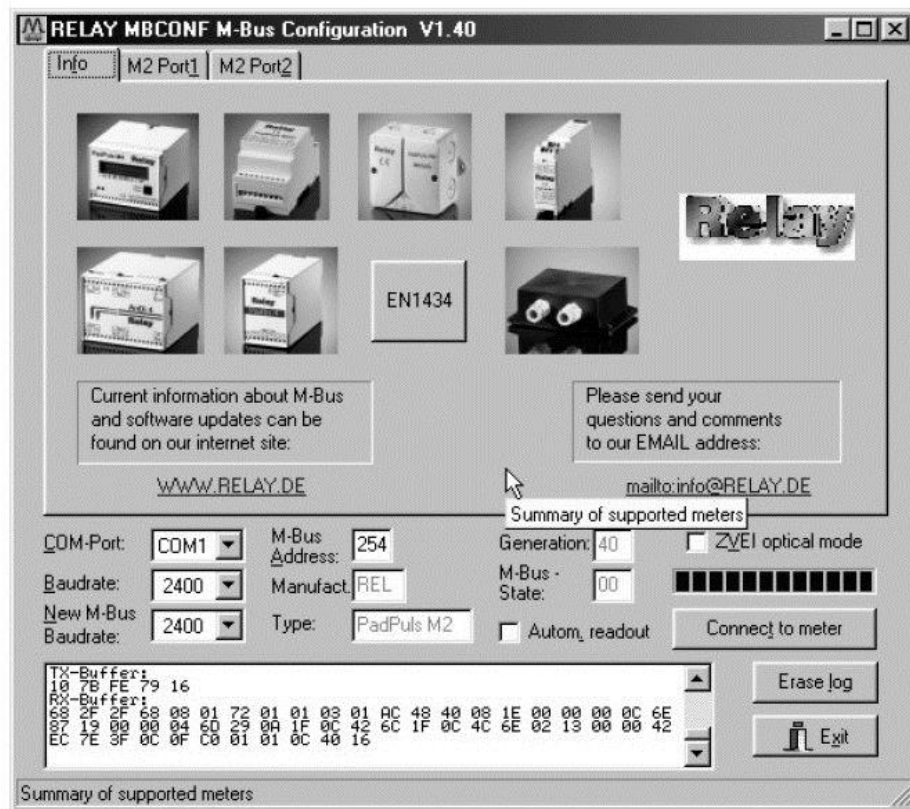 RELAY MBCONF M-Bus Configuration V1.40
Info M2 Port1 M2 Port2
Relay
EN1434
Current information about M-Bus
and software updates can be
found on our internet site:
Please send your
questions and comments
to our EMAIL address:
WWW.RELAY.DE
mailto:info@RELAY.DE
Summary of supported meters
COM-Port: COM1
M-Bus
Address: 254
Generation: 40
ZVEI optical mode
Baudrate: 2400
Manufact. REL
M-Bus -
State: 00
New M-Bus
Baudrate: 2400
Type: PadPuls M2
Autom. readout
Connect to meter
TX-Buffer:
10 7B FE 79 16
RX-Buffer:
68 2F 2F 68 08 01 72 01 01 03 01 AC 48 40 08 1E 00 00 00 0C 6E
87 19 00 00 04 6D 29 0A 1F 0C 42 6C 1F 0C 4C 6E 02 13 00 00 42
EC 7E 3F 0C 0F C0 01 01 0C 40 16
Erase log
Exit
Summary of supported meters